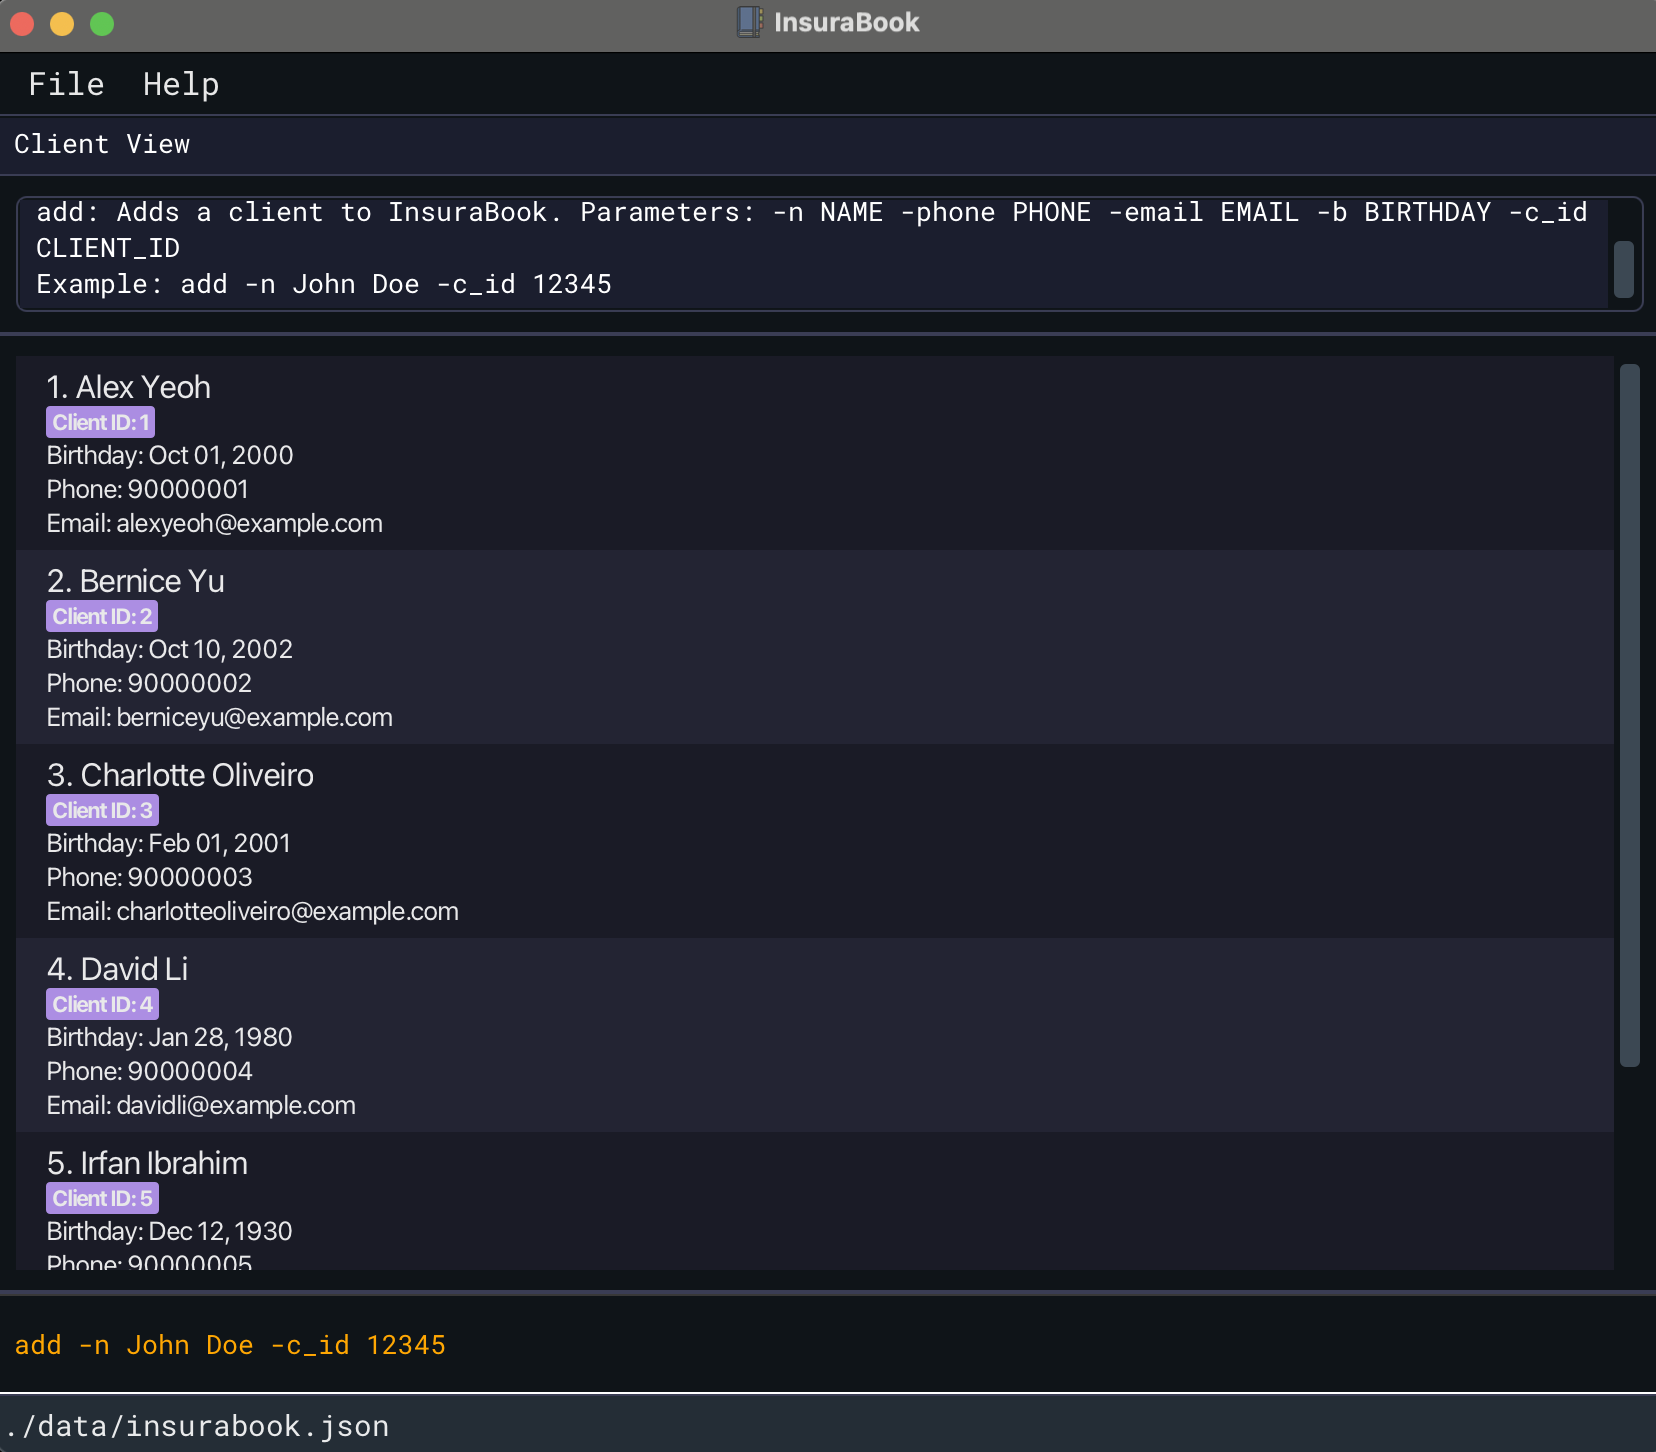 InsuraBook
File Help
Client View
add: Adds a client to InsuraBook. Parameters: -n NAME -phone PHONE -email EMAIL -b BIRTHDAY -c_id
CLIENT_ID
Example: add -n John Doe -c_id 12345
1. Alex Yeoh
Client ID: 1
Birthday: Oct 01, 2000
Phone: 90000001
Email: alexyeoh@example.com
2. Bernice Yu
Client ID: 2
Birthday: Oct 10, 2002
Phone: 90000002
Email: berniceyu@example.com
3. Charlotte Oliveiro
Client ID: 3
Birthday: Feb 01, 2001
Phone: 90000003
Email: charlotteoliveiro@example.com
4. David Li
Client ID: 4
Birthday: Jan 28, 1980
Phone: 90000004
Email: davidli@example.com
5. Irfan Ibrahim
Client ID: 5
Birthday: Dec 12, 1930
Phone: 90000005
add -n John Doe -c_id 12345
./data/insurabook.json